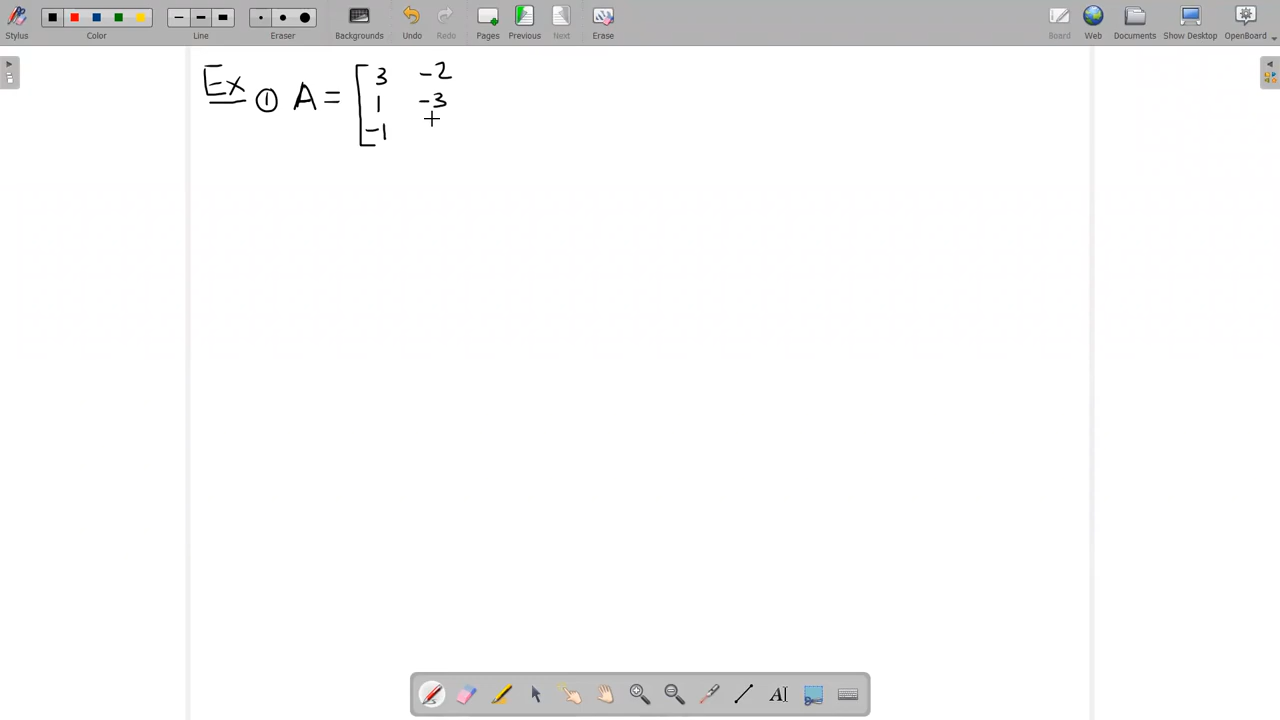 Stylus Color Line Eraser Backgrounds Undo Redo Pages Previous Next Erase Board Web Documents Show Desktop OpenBoard
Ex ① A = [ 3 -2
1 -3
-1